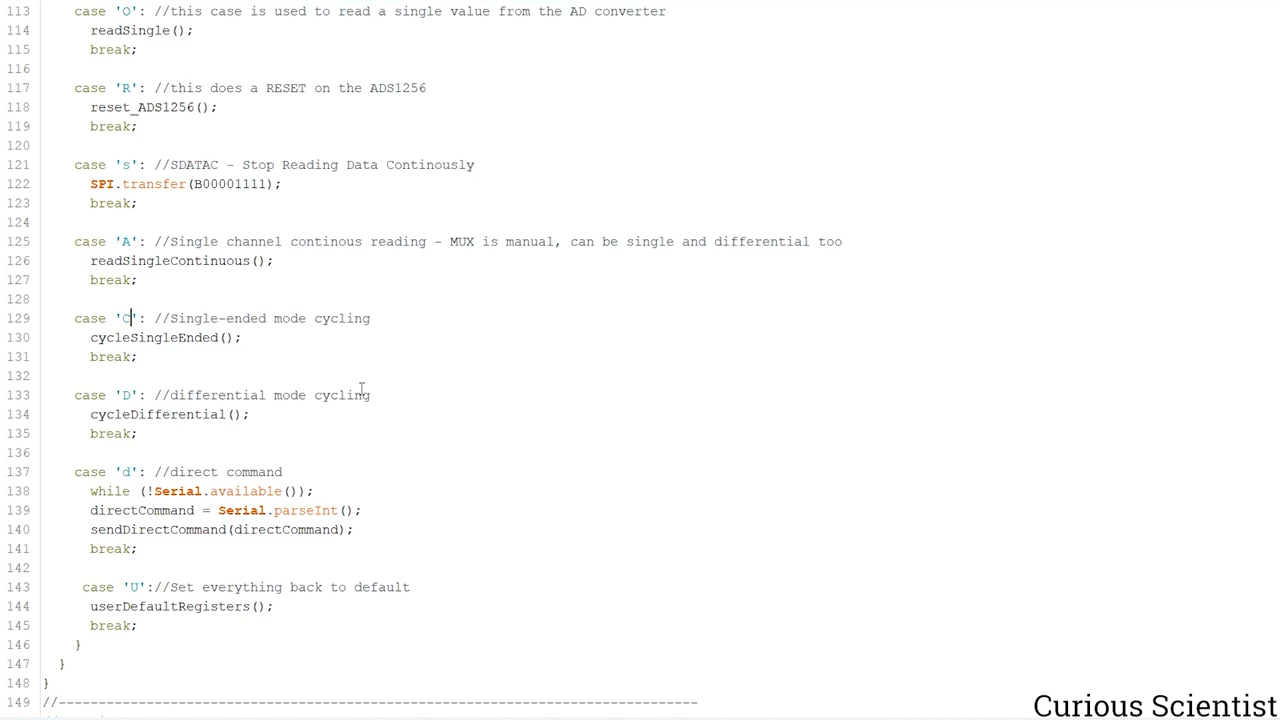 113 case 'O': //this case is used to read a single value from the AD converter
114 readSingle();
115 break;
116
117 case 'R': //this does a RESET on the ADS1256
118 reset_ADS1256();
119 break;
120
121 case 's': //SDATAC - Stop Reading Data Continously
122 SPI.transfer(B00001111);
123 break;
124
125 case 'A': //Single channel continous reading - MUX is manual, can be single and differential too
126 readSingleContinuous();
127 break;
128
129 case 'C': //Single-ended mode cycling
130 cycleSingleEnded();
131 break;
132
133 case 'D': //differential mode cycling
134 cycleDifferential();
135 break;
136
137 case 'd': //direct command
138 while (!Serial.available());
139 directCommand = Serial.parseInt();
140 sendDirectCommand(directCommand);
141 break;
142
143 case 'U'://Set everything back to default
144 userDefaultRegisters();
145 break;
146 }
147 }
148 }
149 //--------------------------------------------------------------------------------
Curious Scientist